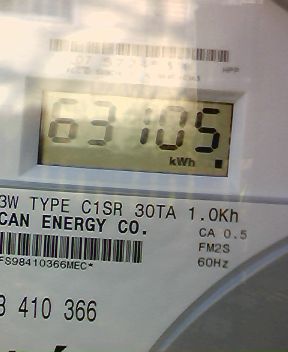 63105
kWh
3W TYPE C1SR 30TA 1.0Kh
CAN ENERGY CO.
CA 0.5
FM2S
60Hz
FS98410366MEC*
410 366